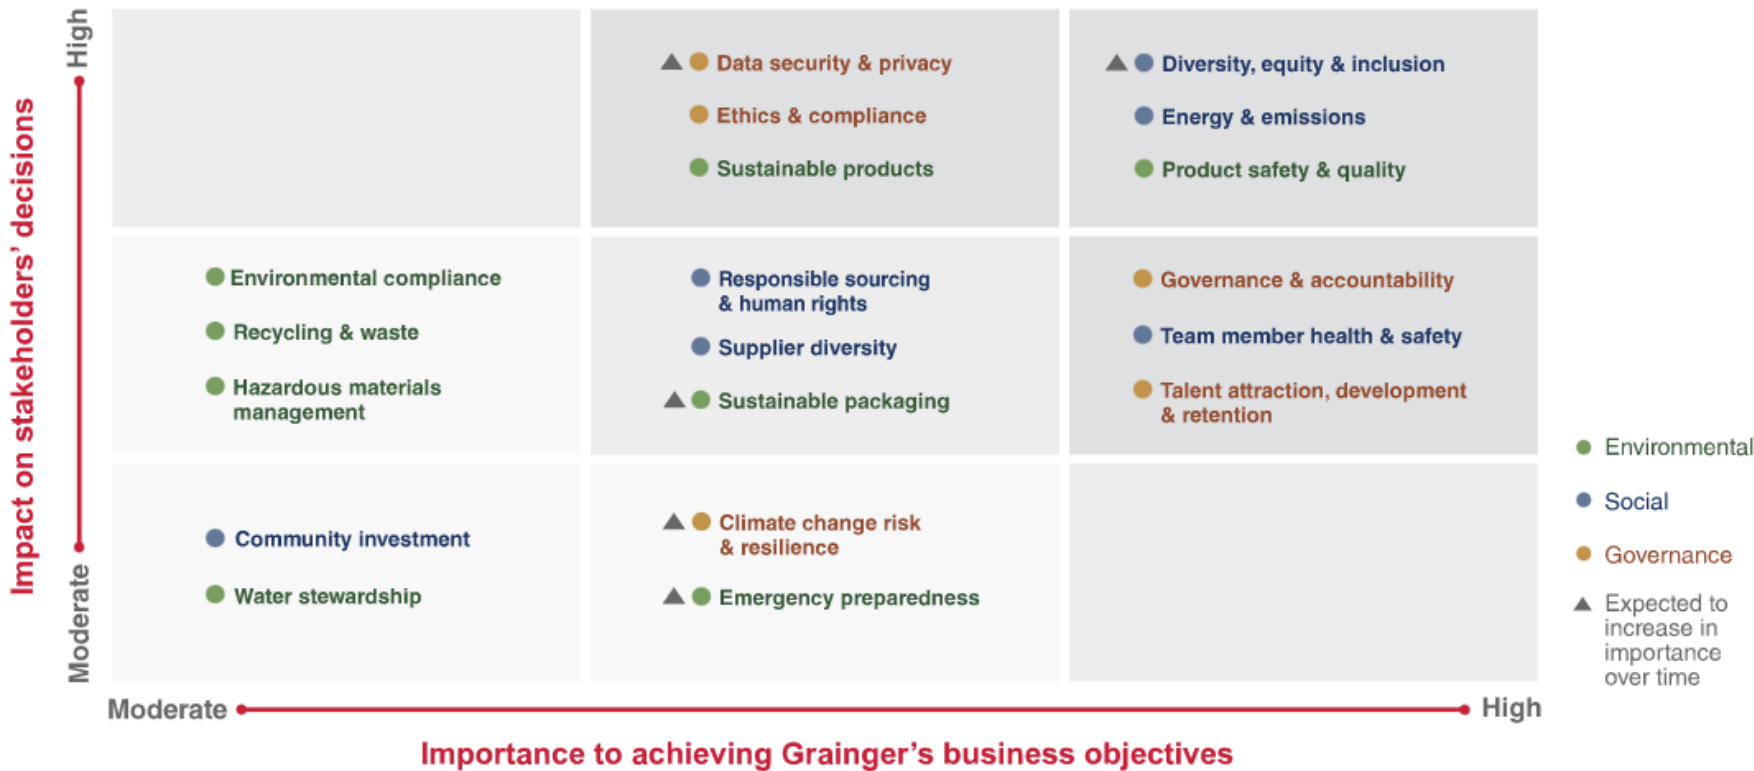 Impact on stakeholders’ decisions
High
Moderate
Data security & privacy
Ethics & compliance
Sustainable products
Diversity, equity & inclusion
Energy & emissions
Product safety & quality
Environmental compliance
Recycling & waste
Hazardous materials
management
Responsible sourcing
& human rights
Supplier diversity
Sustainable packaging
Governance & accountability
Team member health & safety
Talent attraction, development
& retention
Community investment
Water stewardship
Climate change risk
& resilience
Emergency preparedness
Environmental
Social
Governance
Expected to
increase in
importance
over time
Moderate
High
Importance to achieving Grainger’s business objectives